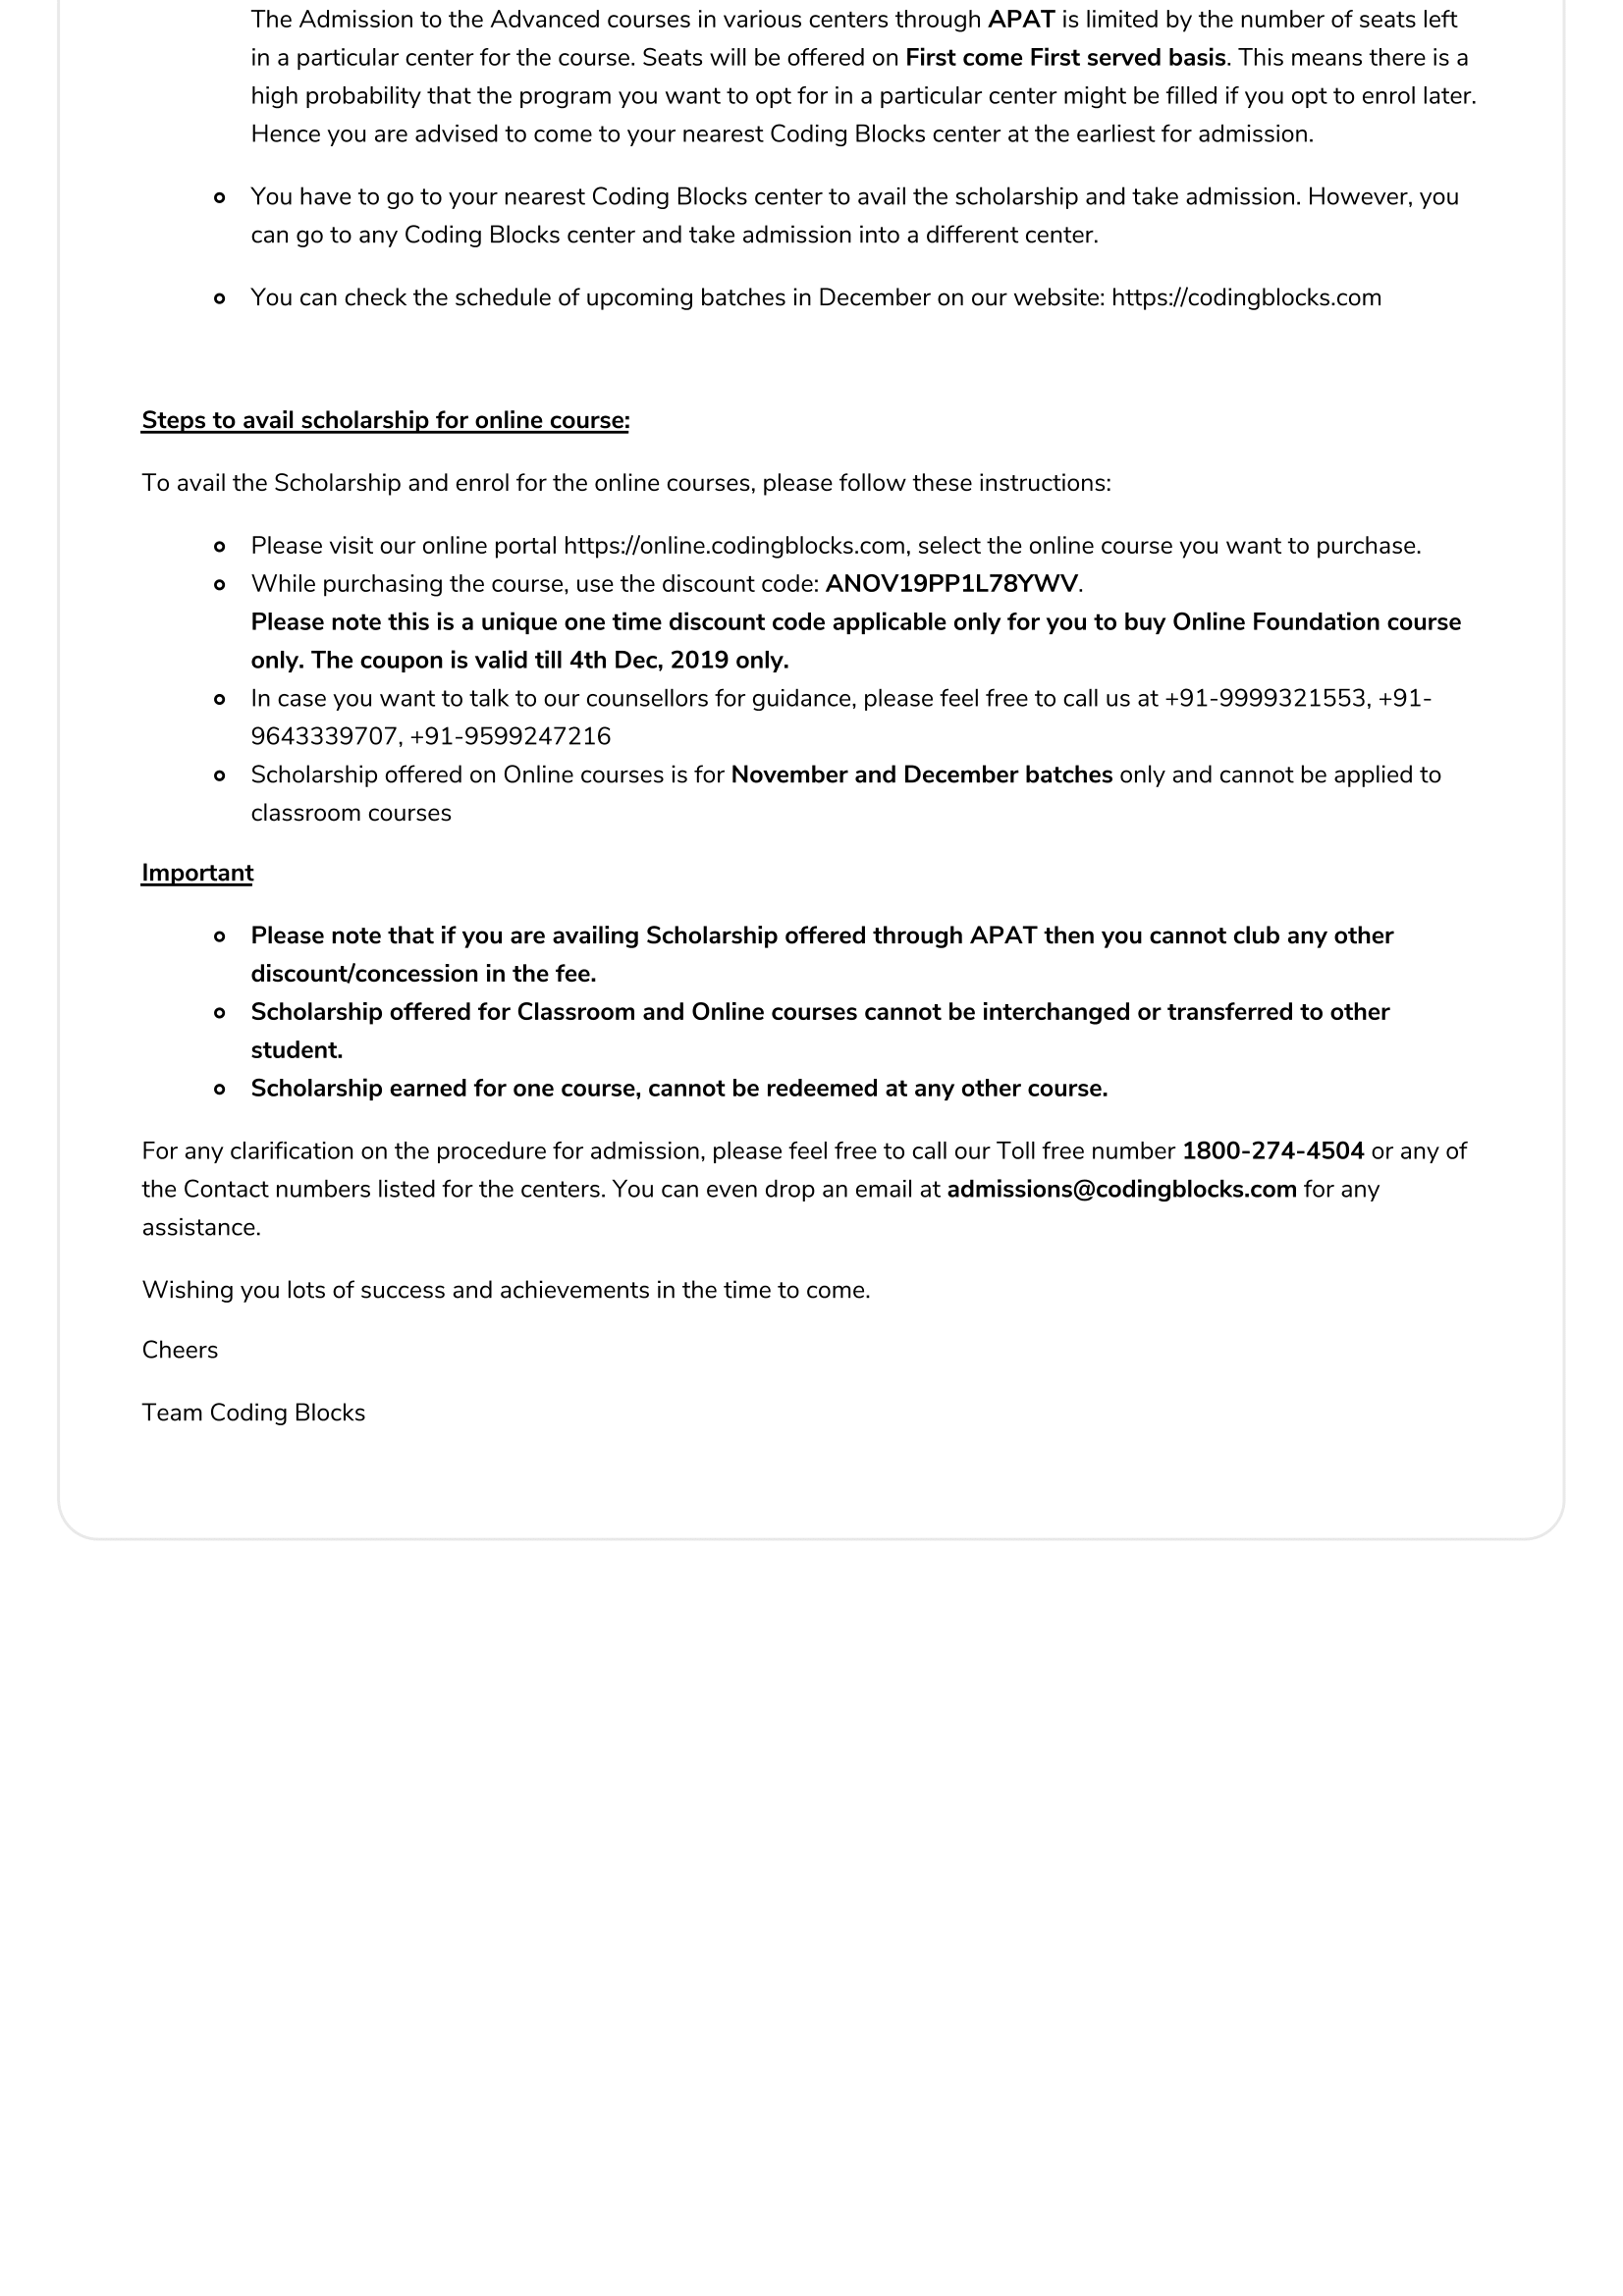 The Admission to the Advanced courses in various centers through APAT is limited by the number of seats left
in a particular center for the course. Seats will be offered on First come First served basis. This means there is a
high probability that the program you want to opt for in a particular center might be filled if you opt to enrol later.
Hence you are advised to come to your nearest Coding Blocks center at the earliest for admission.
You have to go to your nearest Coding Blocks center to avail the scholarship and take admission. However, you
can go to any Coding Blocks center and take admission into a different center.
You can check the schedule of upcoming batches in December on our website: https://codingblocks.com
Steps to avail scholarship for online course:
To avail the Scholarship and enrol for the online courses, please follow these instructions:
Please visit our online portal https://online.codingblocks.com, select the online course you want to purchase.
While purchasing the course, use the discount code: ANOV19PP1L78YWV.
Please note this is a unique one time discount code applicable only for you to buy Online Foundation course
only. The coupon is valid till 4th Dec, 2019 only.
In case you want to talk to our counsellors for guidance, please feel free to call us at +91-9999321553, +91-
9643339707, +91-9599247216
Scholarship offered on Online courses is for November and December batches only and cannot be applied to
classroom courses
Important
Please note that if you are availing Scholarship offered through APAT then you cannot club any other
discount/concession in the fee.
Scholarship offered for Classroom and Online courses cannot be interchanged or transferred to other
student.
Scholarship earned for one course, cannot be redeemed at any other course.
For any clarification on the procedure for admission, please feel free to call our Toll free number 1800-274-4504 or any of
the Contact numbers listed for the centers. You can even drop an email at admissions@codingblocks.com for any
assistance.
Wishing you lots of success and achievements in the time to come.
Cheers
Team Coding Blocks